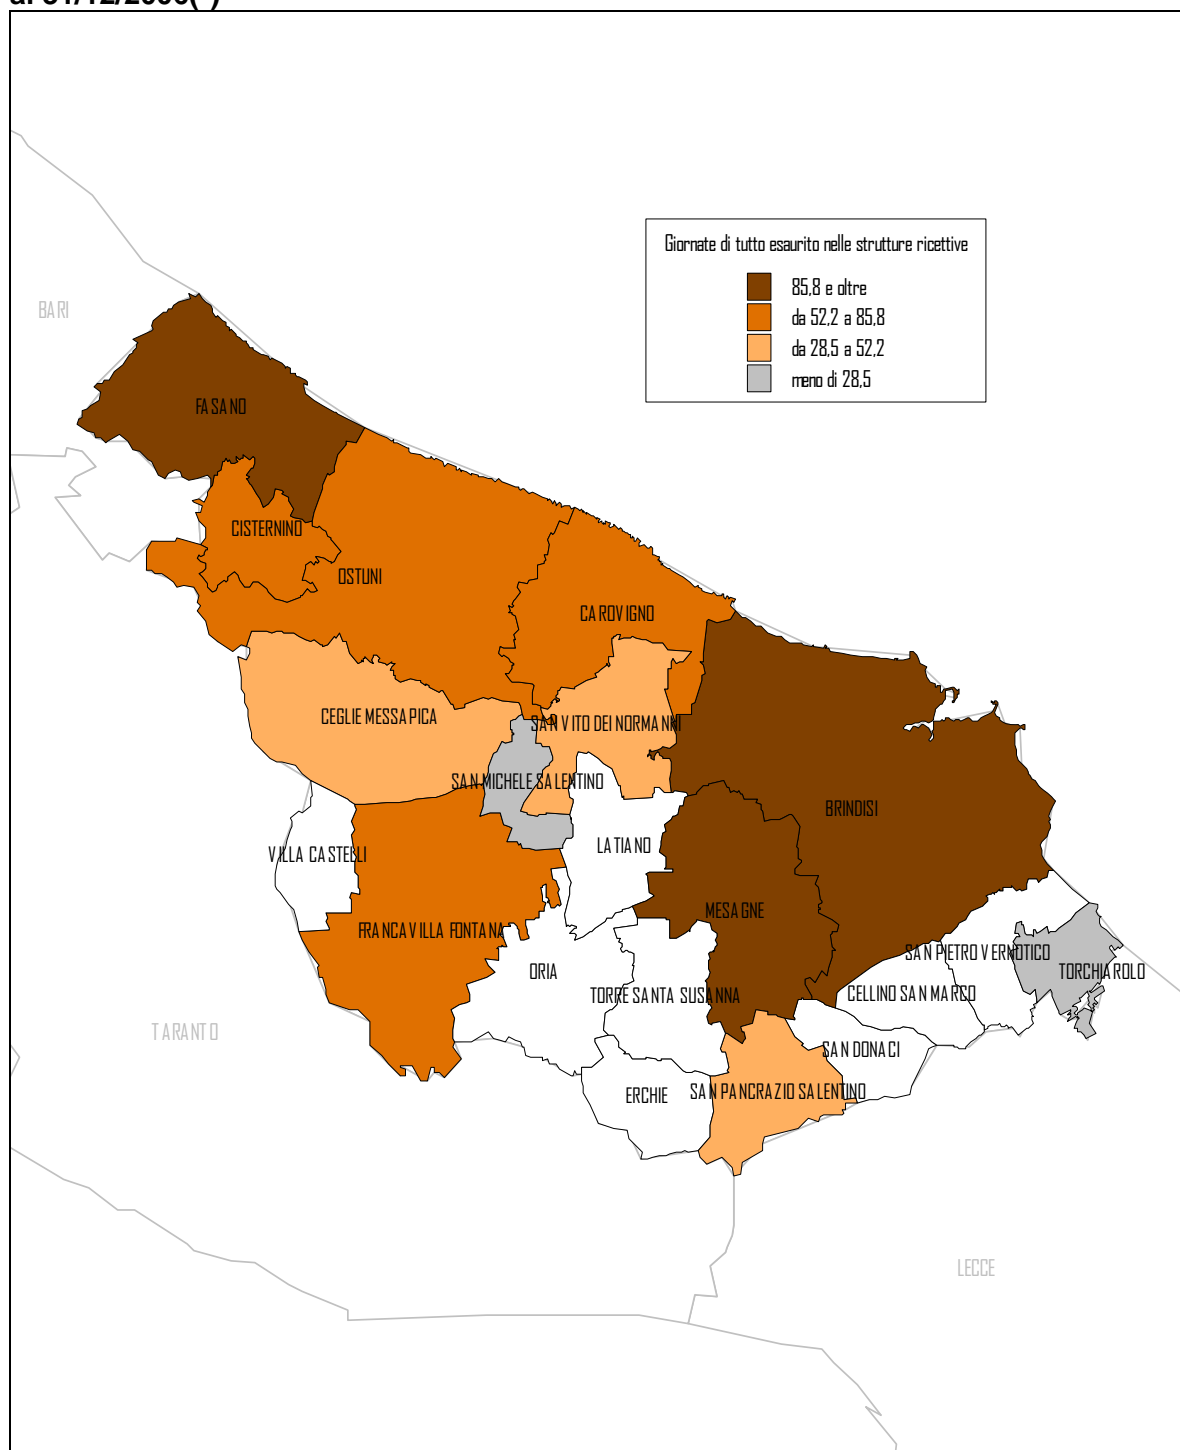 Giornate di tutto esaurito nelle strutture ricettive
85,8 e oltre
da 52,2 a 85,8
da 28,5 a 52,2
meno di 28,5
BARI
FASANO
CISTERNINO
OSTUNI
CAROVIGNO
CEGLIE MESSAPICA
SAN VITO DEI NORMANNI
SAN MICHELE SALENTINO
BRINDISI
LATIANO
VILLA CASTELLI
MESAGNE
FRANCAVILLA FONTANA
SAN PIETRO VERNOTICO
ORIA
TORCHIAROLO
TORRE SANTA SUSANNA
CELLINO SAN MARCO
TARANTO
SAN DONACI
ERCHIE
SAN PANCRAZIO SALENTINO
LECCE